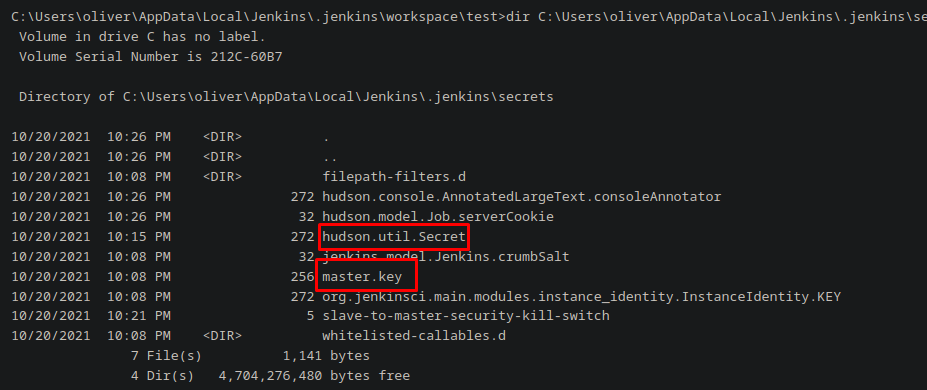 C:\Users\oliver\AppData\Local\Jenkins\.jenkins\workspace\test>dir C:\Users\oliver\AppData\Local\Jenkins\.jenkins\se
 Volume in drive C has no label.
 Volume Serial Number is 212C-60B7

 Directory of C:\Users\oliver\AppData\Local\Jenkins\.jenkins\secrets

10/20/2021  10:26 PM    <DIR>          .
10/20/2021  10:26 PM    <DIR>          ..
10/20/2021  10:08 PM    <DIR>          filepath-filters.d
10/20/2021  10:26 PM               272 hudson.console.AnnotatedLargeText.consoleAnnotator
10/20/2021  10:26 PM                32 hudson.model.Job.serverCookie
10/20/2021  10:15 PM               272 hudson.util.Secret
10/20/2021  10:08 PM                32 jenkins.model.Jenkins.crumbSalt
10/20/2021  10:08 PM               256 master.key
10/20/2021  10:08 PM               272 org.jenkinsci.main.modules.instance_identity.InstanceIdentity.KEY
10/20/2021  10:21 PM                 5 slave-to-master-security-kill-switch
10/20/2021  10:08 PM    <DIR>          whitelisted-callables.d
               7 File(s)          1,141 bytes
               4 Dir(s)   4,704,276,480 bytes free